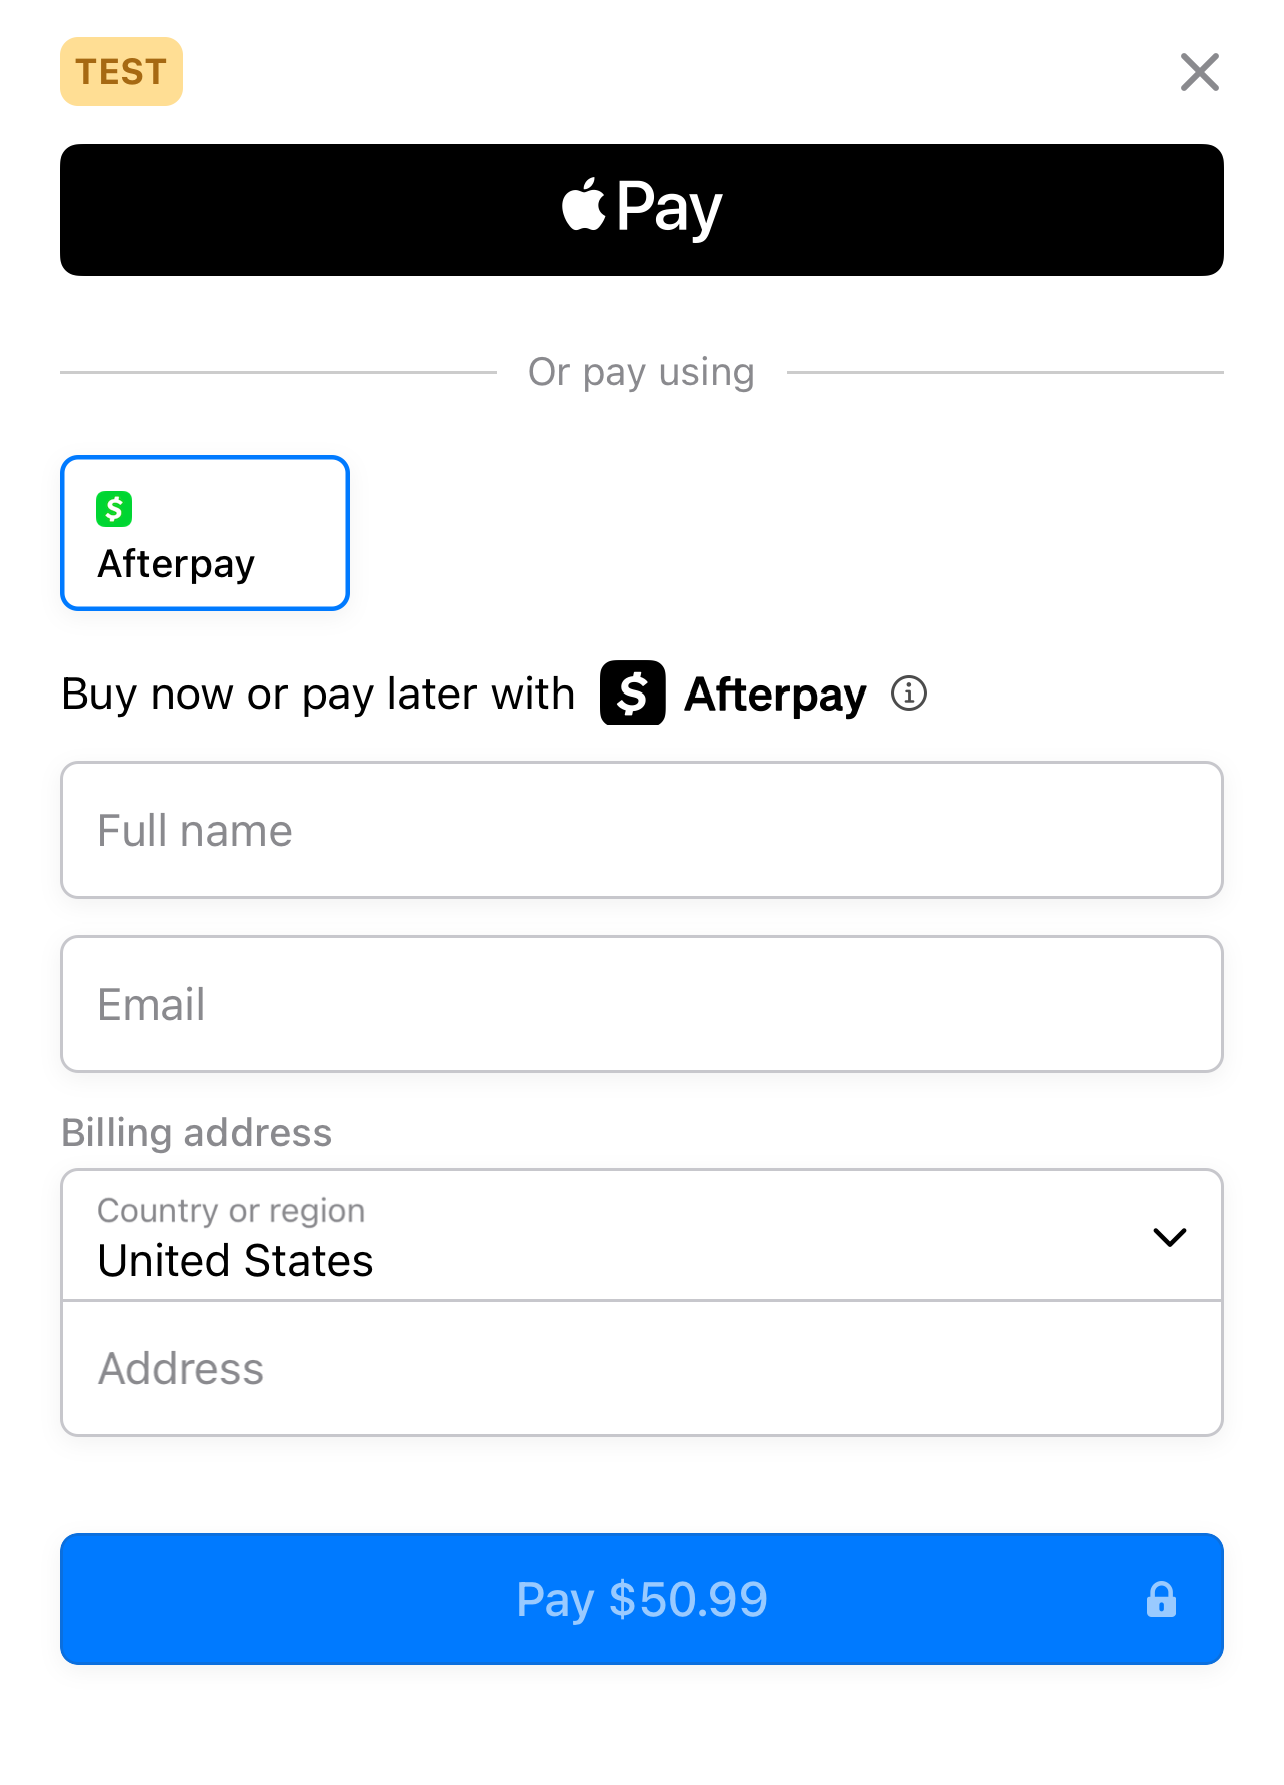 TEST
Pay
Or pay using
$
Afterpay
Buy now or pay later with $ Afterpay i
Full name
Email
Billing address
Country or region
United States
Address
Pay $50.99